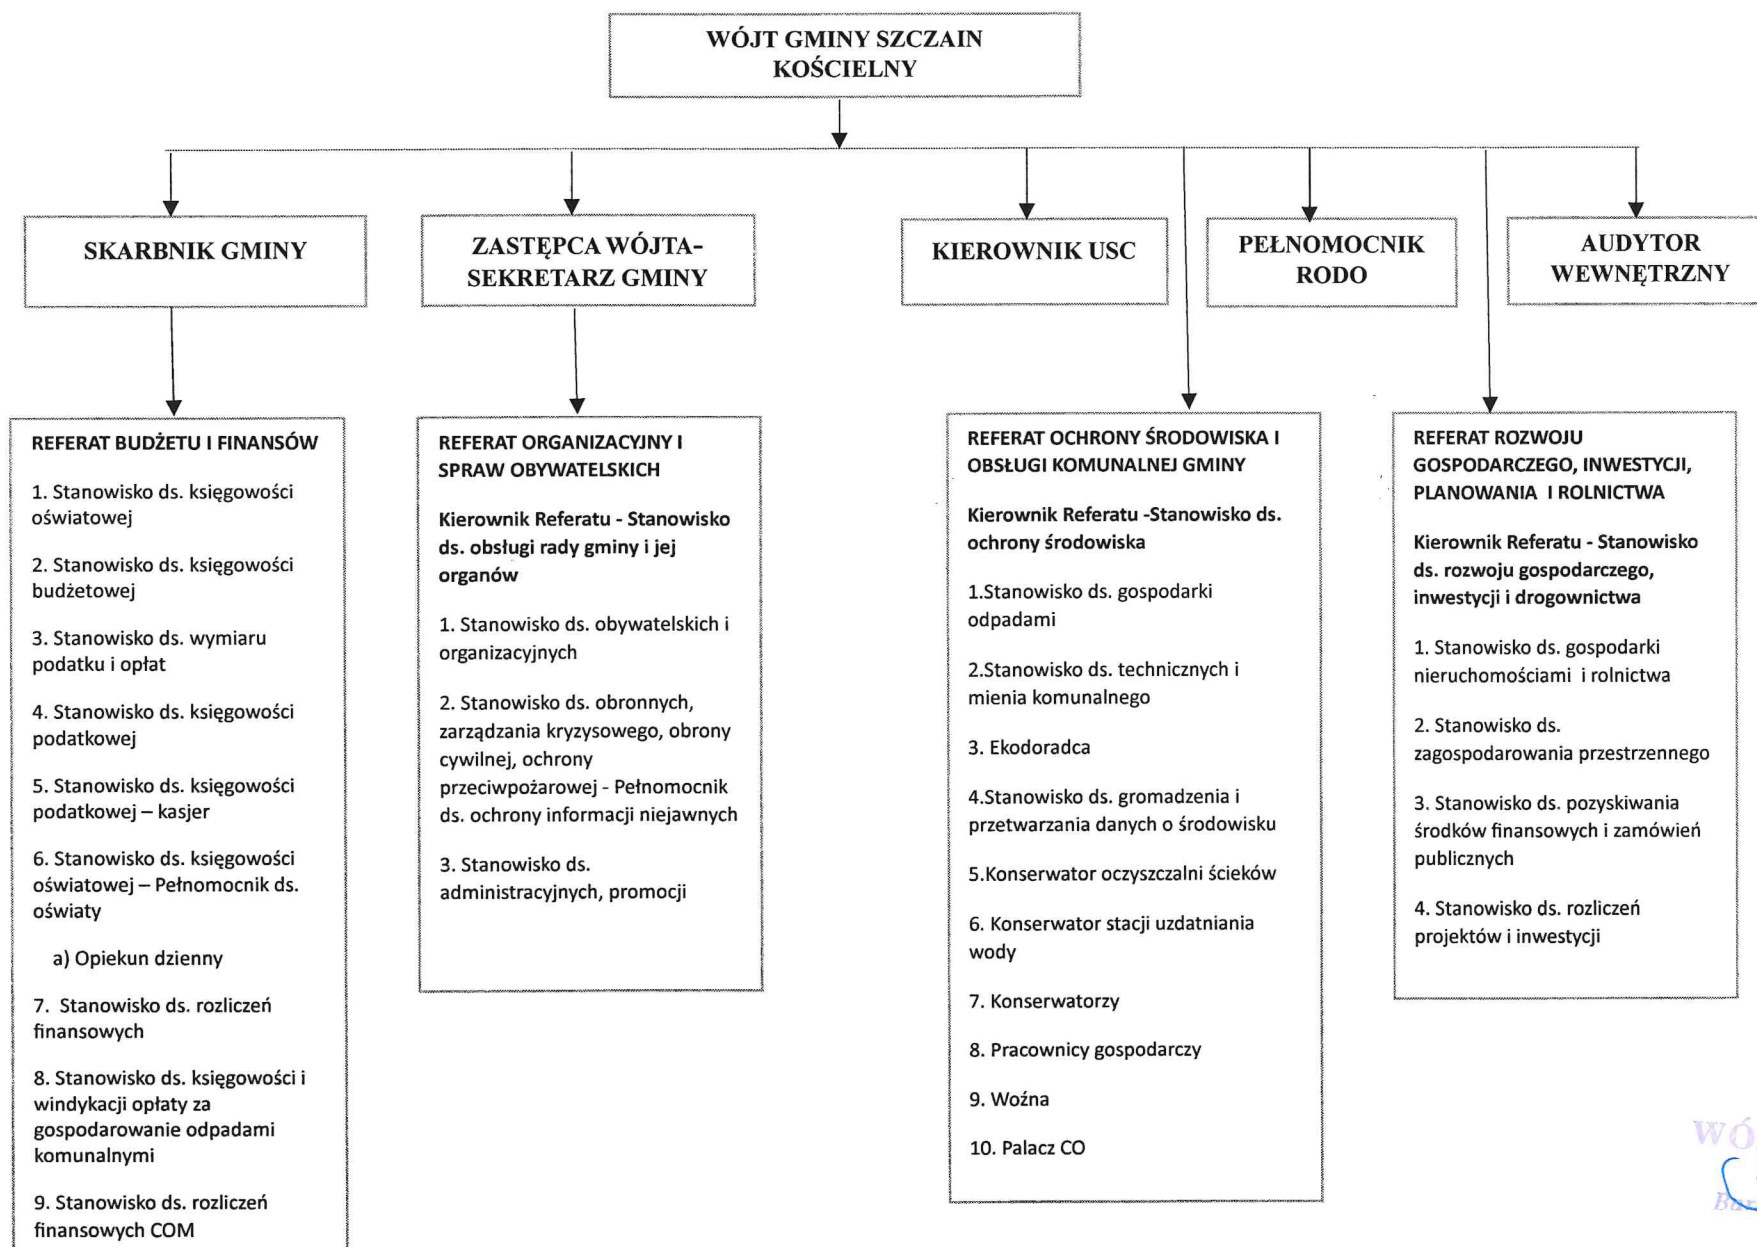 WÓJT GMINY SZCZAIN
KOŚCIELNY
SKARBNIK GMINY
ZASTĘPCA WÓJTA-
SEKRETARZ GMINY
KIEROWNIK USC
PEŁNOMOCNIK
RODO
AUDYTOR
WEWNĘTRZNY
REFERAT BUDŻETU I FINANSÓW
1. Stanowisko ds. księgowości
oświatowej
2. Stanowisko ds. księgowości
budżetowej
3. Stanowisko ds. wymiaru
podatku i opłat
4. Stanowisko ds. księgowości
podatkowej
5. Stanowisko ds. księgowości
podatkowej – kasjer
6. Stanowisko ds. księgowości
oświatowej – Pełnomocnik ds.
oświaty
a) Opiekun dzienny
7. Stanowisko ds. rozliczeń
finansowych
8. Stanowisko ds. księgowości i
windykacji opłaty za
gospodarowanie odpadami
komunalnymi
9. Stanowisko ds. rozliczeń
finansowych COM
REFERAT ORGANIZACYJNY I
SPRAW OBYWATELSKICH
Kierownik Referatu - Stanowisko
ds. obsługi rady gminy i jej
organów
1. Stanowisko ds. obywatelskich i
organizacyjnych
2. Stanowisko ds. obronnych,
zarządzania kryzysowego, obrony
cywilnej, ochrony
przeciwpożarowej - Pełnomocnik
ds. ochrony informacji niejawnych
3. Stanowisko ds.
administracyjnych, promocji
REFERAT OCHRONY ŚRODOWISKA I
OBSŁUGI KOMUNALNEJ GMINY
Kierownik Referatu -Stanowisko ds.
ochrony środowiska
1.Stanowisko ds. gospodarki
odpadami
2.Stanowisko ds. technicznych i
mienia komunalnego
3. Ekodoradca
4.Stanowisko ds. gromadzenia i
przetwarzania danych o środowisku
5.Konserwator oczyszczalni ścieków
6. Konserwator stacji uzdatniania
wody
7. Konserwatorzy
8. Pracownicy gospodarczy
9. Woźna
10. Palacz CO
REFERAT ROZWOJU
GOSPODARCZEGO, INWESTYCJI,
PLANOWANIA I ROLNICTWA
Kierownik Referatu - Stanowisko
ds. rozwoju gospodarczego,
inwestycji i drogownictwa
1. Stanowisko ds. gospodarki
nieruchomościami i rolnictwa
2. Stanowisko ds.
zagospodarowania przestrzennego
3. Stanowisko ds. pozyskiwania
środków finansowych i zamówień
publicznych
4. Stanowisko ds. rozliczeń
projektów i inwestycji
WÓ